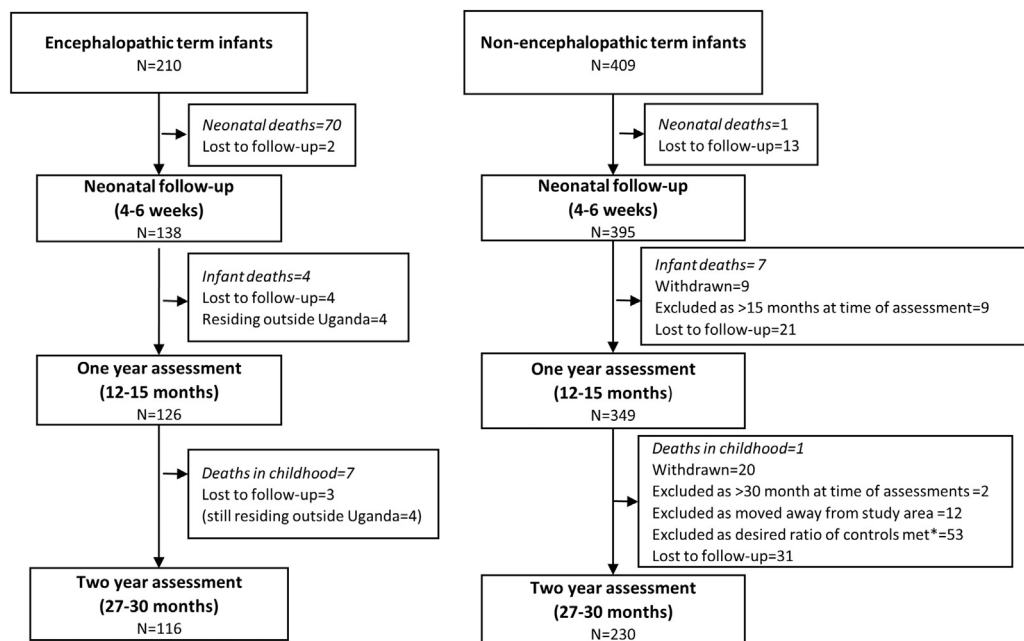 Encephalopathic term infants
N=210
Neonatal deaths=70
Lost to follow-up=2
Neonatal follow-up
(4-6 weeks)
N=138
Infant deaths=4
Lost to follow-up=4
Residing outside Uganda=4
One year assessment
(12-15 months)
N=126
Deaths in childhood=7
Lost to follow-up=3
(still residing outside Uganda=4)
Two year assessment
(27-30 months)
N=116
Non-encephalopathic term infants
N=409
Neonatal deaths=1
Lost to follow-up=13
Neonatal follow-up
(4-6 weeks)
N=395
Infant deaths= 7
Withdrawn=9
Excluded as >15 months at time of assessment=9
Lost to follow-up=21
One year assessment
(12-15 months)
N=349
Deaths in childhood=1
Withdrawn=20
Excluded as >30 month at time of assessments =2
Excluded as moved away from study area =12
Excluded as desired ratio of controls met*=53
Lost to follow-up=31
Two year assessment
(27-30 months)
N=230